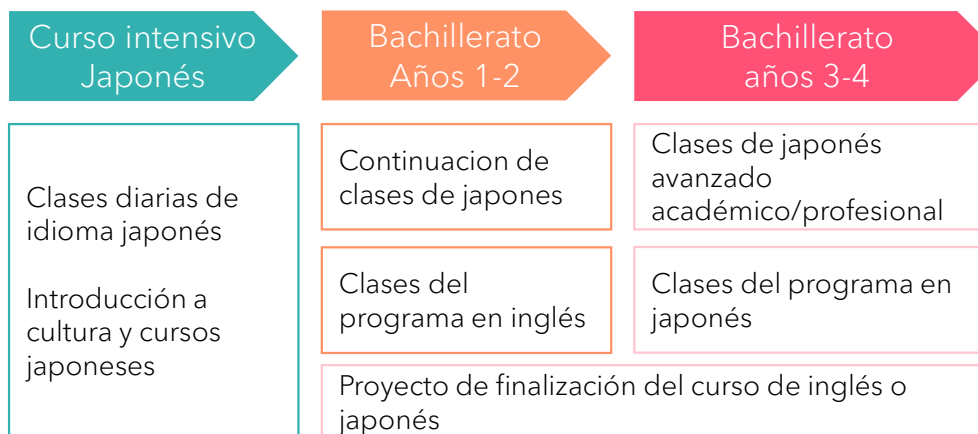 Curso intensivo
Japonés
Bachillerato
Años 1-2
Bachillerato
años 3-4
Clases diarias de
idioma japonés
Introducción a
cultura y cursos
japoneses
Continuacion de
clases de japones
Clases de japonés
avanzado
académico/profesional
Clases del
programa en inglés
Clases del programa en
japonés
Proyecto de finalización del curso de inglés o
japonés